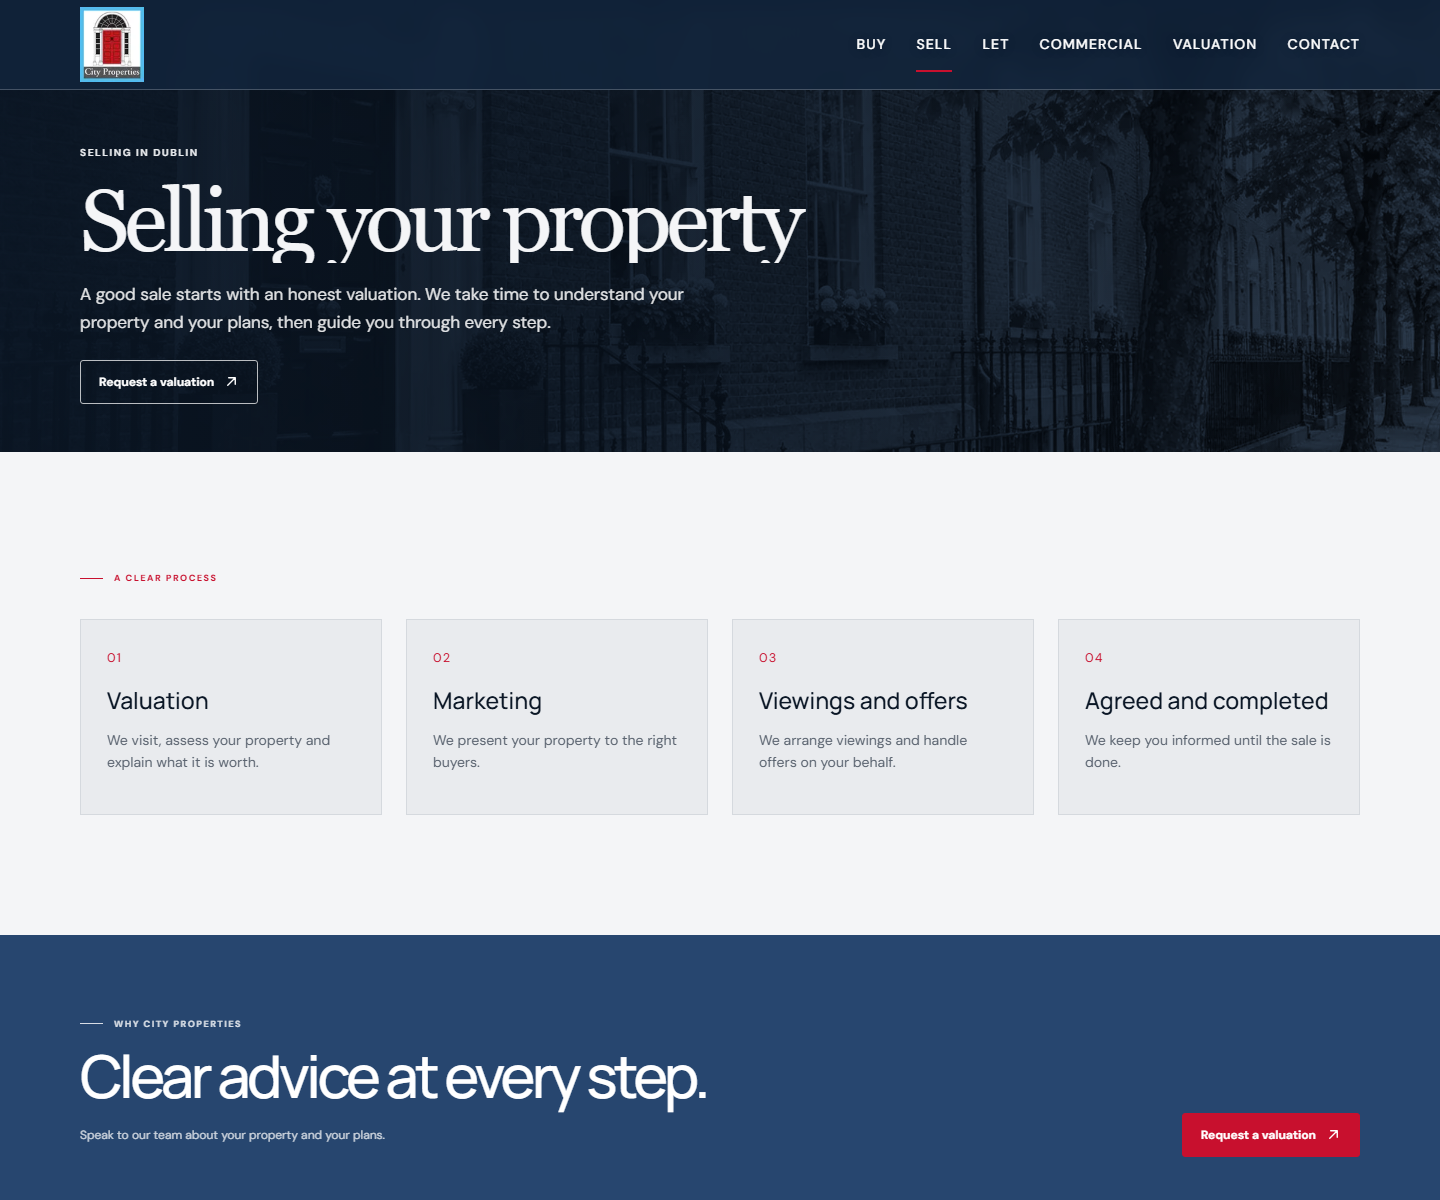 City Properties
BUY SELL LET COMMERCIAL VALUATION CONTACT
SELLING IN DUBLIN
Selling your property
A good sale starts with an honest valuation. We take time to understand your
property and your plans, then guide you through every step.
Request a valuation
A CLEAR PROCESS
01
Valuation
We visit, assess your property and
explain what it is worth.
02
Marketing
We present your property to the right
buyers.
03
Viewings and offers
We arrange viewings and handle
offers on your behalf.
04
Agreed and completed
We keep you informed until the sale is
done.
WHY CITY PROPERTIES
Clear advice at every step.
Speak to our team about your property and your plans.
Request a valuation